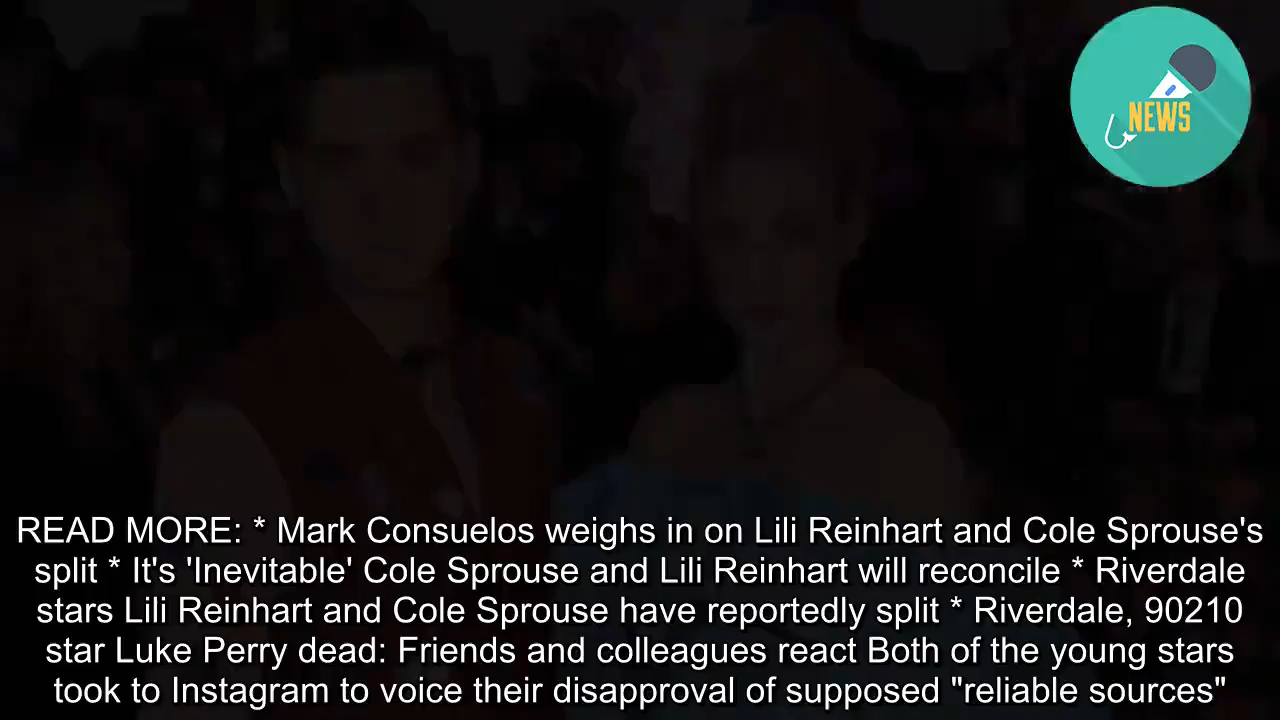 NEWS
READ MORE: * Mark Consuelos weighs in on Lili Reinhart and Cole Sprouse's
split * It's 'Inevitable' Cole Sprouse and Lili Reinhart will reconcile * Riverdale
stars Lili Reinhart and Cole Sprouse have reportedly split * Riverdale, 90210
star Luke Perry dead: Friends and colleagues react Both of the young stars
took to Instagram to voice their disapproval of supposed "reliable sources"